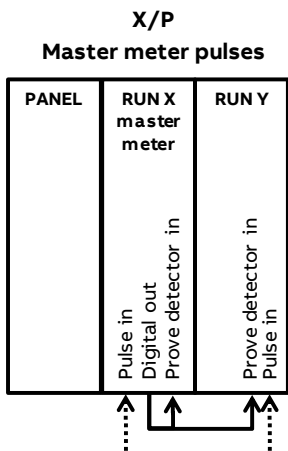 X/P
Master meter pulses
PANEL
RUN X
master
meter
RUN Y
Pulse in
Digital out
Prove detector in
Prove detector in
Pulse in